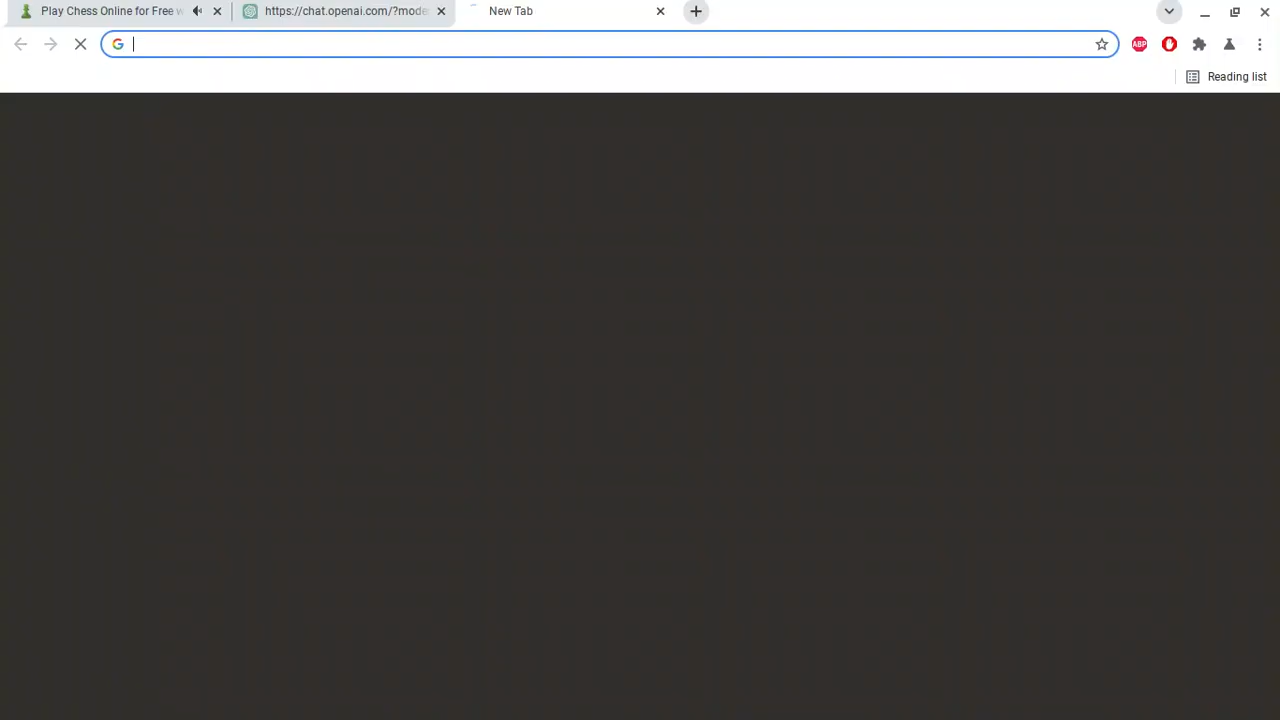 Play Chess Online for Free
https://chat.openai.com/?mode
New Tab
ABP
Reading list